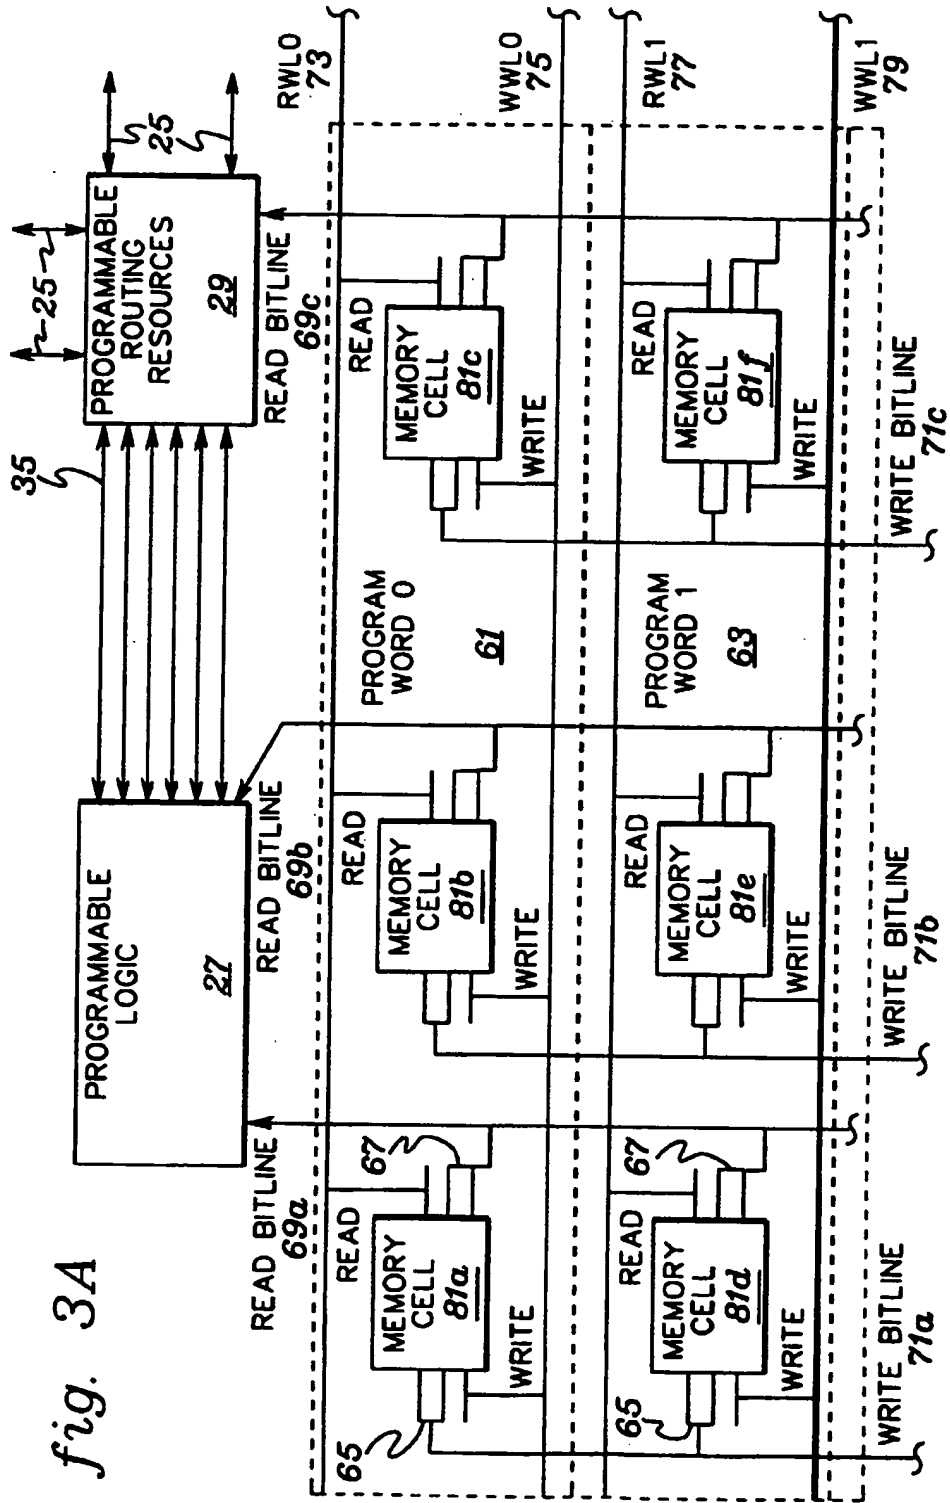 fig. 3A
PROGRAMMABLE
LOGIC
27
35
PROGRAMMABLE
ROUTING
RESOURCES
29
25
25
READ BITLINE
69a
READ BITLINE
69b
READ BITLINE
69c
RWL0
73
READ
READ
READ
MEMORY
CELL
81a
MEMORY
CELL
81b
MEMORY
CELL
81c
65
67
PROGRAM
WORD 0
61
WRITE
WRITE
WRITE
WWL0
75
RWL1
77
READ
READ
READ
MEMORY
CELL
81d
MEMORY
CELL
81e
MEMORY
CELL
81f
65
67
PROGRAM
WORD 1
63
WRITE
WRITE
WRITE
WWL1
79
WRITE BITLINE
71a
WRITE BITLINE
71b
WRITE BITLINE
71c